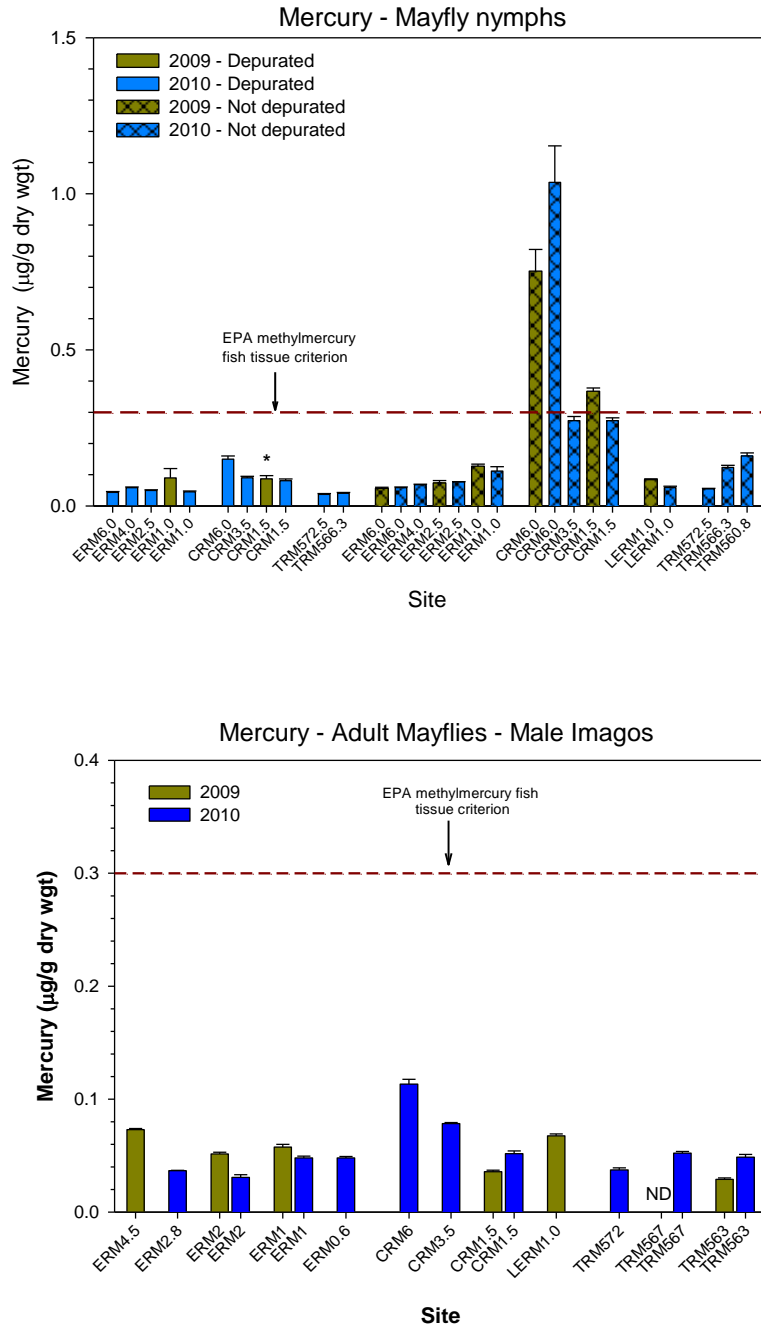 Mercury - Mayfly nymphs
1.5
1.0
0.5
0.0
Mercury (µg/g dry wgt)
2009 - Depurated
2010 - Depurated
2009 - Not depurated
2010 - Not depurated
EPA methylmercury
fish tissue criterion
*
ERM6.0
ERM4.0
ERM2.5
ERM1.0
ERM1.0
CRM6.0
CRM3.5
CRM1.5
CRM1.5
TRM572.5
TRM566.3
ERM6.0
ERM6.0
ERM4.0
ERM2.5
ERM2.5
ERM1.0
ERM1.0
CRM6.0
CRM6.0
CRM3.5
CRM1.5
CRM1.5
LERM1.0
LERM1.0
TRM572.5
TRM566.3
TRM560.8
Site
Mercury - Adult Mayflies - Male Imagos
0.4
0.3
0.2
0.1
0.0
Mercury (µg/g dry wgt)
2009
2010
EPA methylmercury fish
tissue criterion
ND
ERM4.5
ERM2.8
ERM2
ERM2
ERM1
ERM1
ERM0.6
CRM6
CRM3.5
CRM1.5
CRM1.5
LERM1.0
TRM572
TRM567
TRM567
TRM563
TRM563
Site